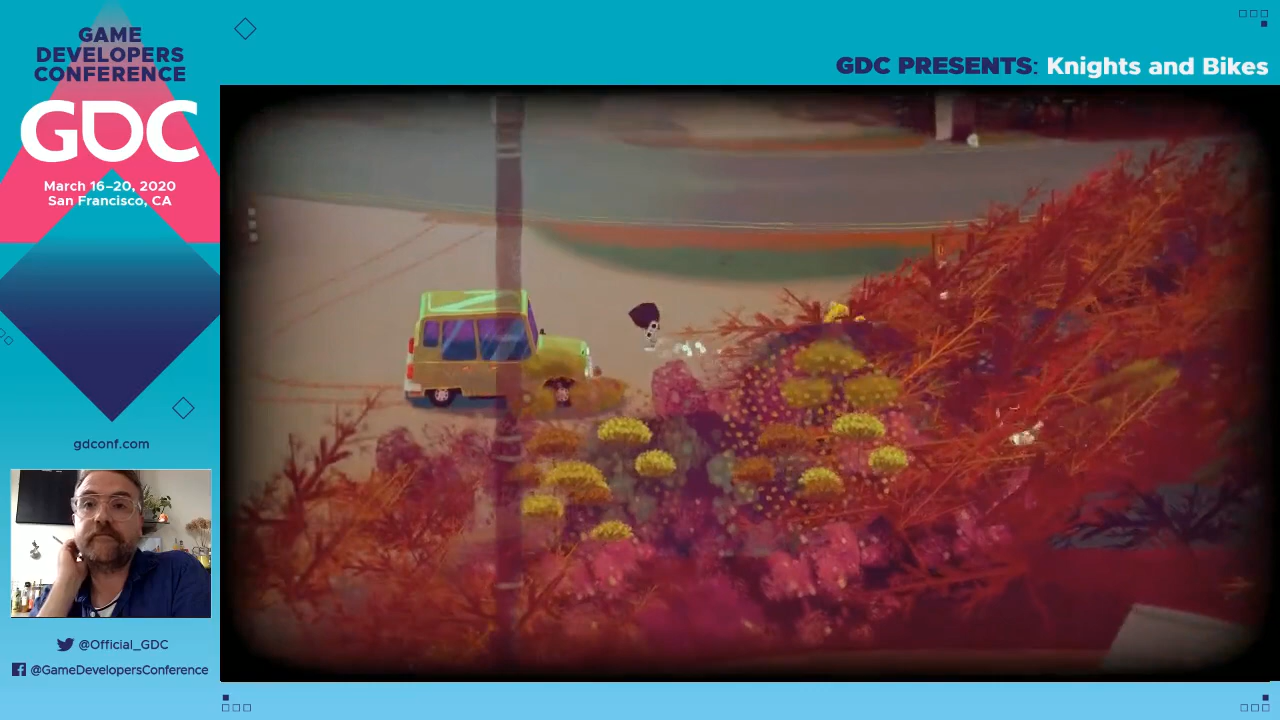 GAME
DEVELOPERS
CONFERENCE
GDC
March 16–20, 2020
San Francisco, CA
gdconf.com
@Official_GDC
@GameDevelopersConference
GDC PRESENTS: Knights and Bikes